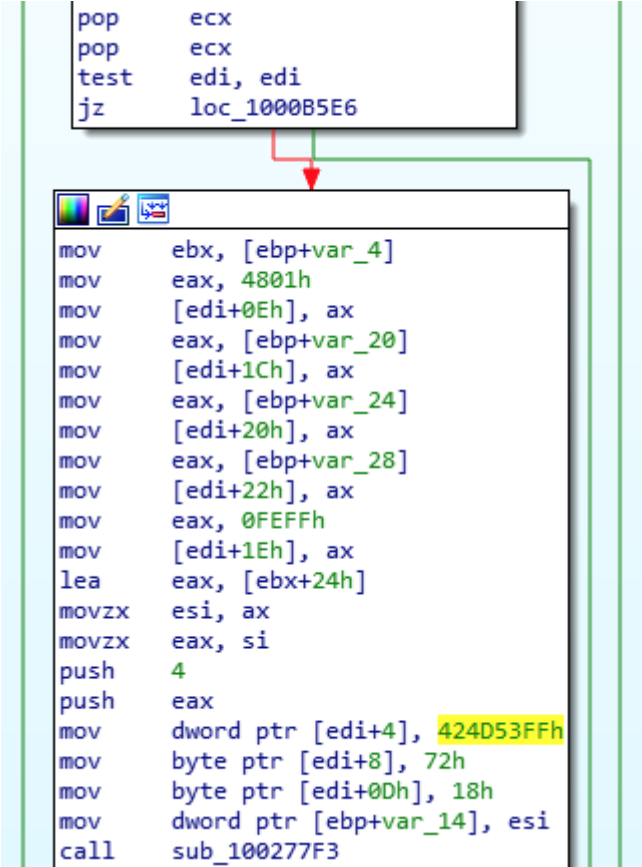 pop ecx
pop ecx
test edi, edi
jz loc_1000B5E6
mov ebx, [ebp+var_4]
mov eax, 4801h
mov [edi+0Eh], ax
mov eax, [ebp+var_20]
mov [edi+1Ch], ax
mov eax, [ebp+var_24]
mov [edi+20h], ax
mov eax, [ebp+var_28]
mov [edi+22h], ax
mov eax, 0FEFFh
mov [edi+1Eh], ax
lea eax, [ebx+24h]
movzx esi, ax
movzx eax, si
push 4
push eax
mov dword ptr [edi+4], 424D53FFh
mov byte ptr [edi+8], 72h
mov byte ptr [edi+0Dh], 18h
mov dword ptr [ebp+var_14], esi
call sub_100277F3